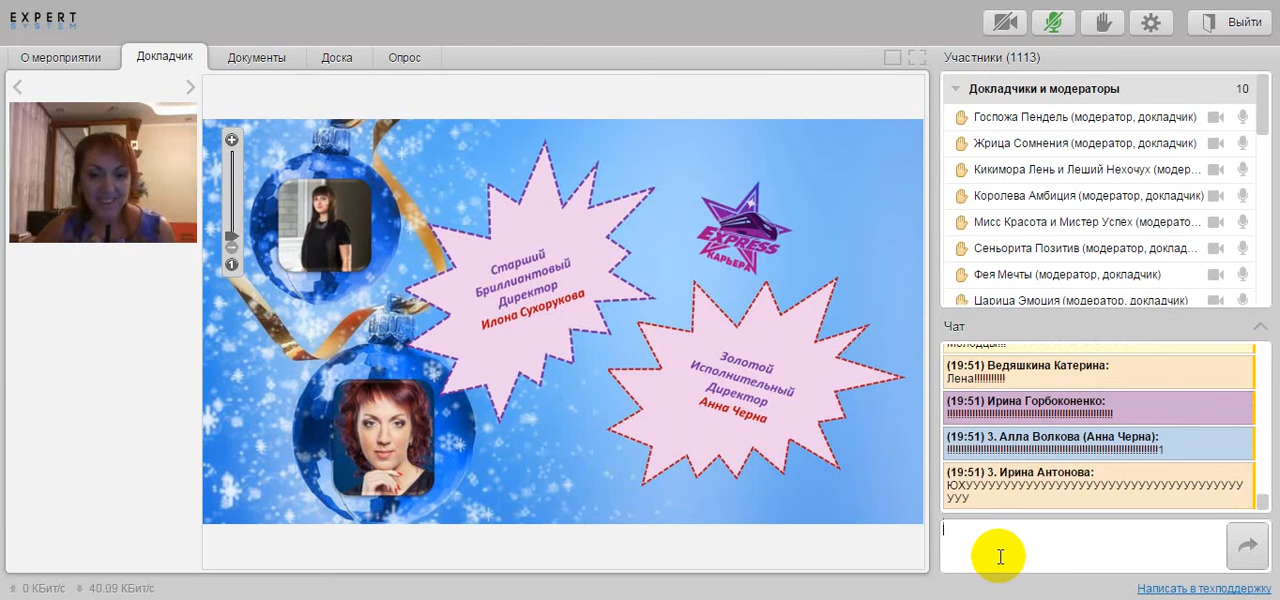 EXPERT
SYSTEM
Выйти
О мероприятии
Докладчик
Документы
Доска
Опрос
Участники (1113)
Докладчики и модераторы 10
Госпожа Пендель (модератор, докладчик)
Жрица Сомнения (модератор, докладчик)
Кикимора Лень и Леший Нехочух (модер...
Королева Амбиция (модератор, докладчик)
Мисс Красота и Мистер Успех (модерато...
Сеньорита Позитив (модератор, доклад...
Фея Мечты (модератор, докладчик)
Царица Эмоция (модератор, докладчик)
Старший
Бриллиантовый
Директор
Илона Сухорукова
EXPRESS
КАРЬЕРА
Золотой
Исполнительный
Директор
Анна Черна
1
Чат
Молодцы!!!
(19:51) Ведяшкина Катерина:
Лена!!!!!!!!!!!
(19:51) Ирина Горбоконенко:
(19:51) 3. Алла Волкова (Анна Черна):
(19:51) 3. Ирина Антонова:
0 КБит/с 40.09 КБит/с
Написать в техподдержку